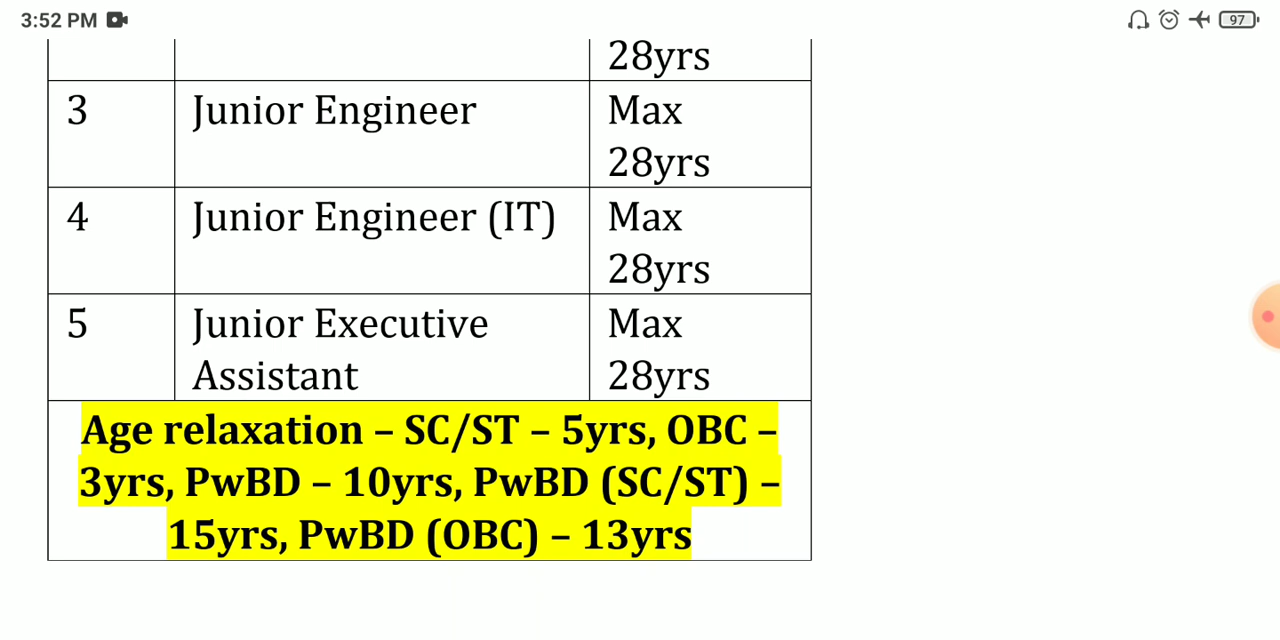 3:52 PM
97
28yrs
3
Junior Engineer
Max
28yrs
4
Junior Engineer (IT)
Max
28yrs
5
Junior Executive
Assistant
Max
28yrs
Age relaxation – SC/ST – 5yrs, OBC –
3yrs, PwBD – 10yrs, PwBD (SC/ST) –
15yrs, PwBD (OBC) – 13yrs